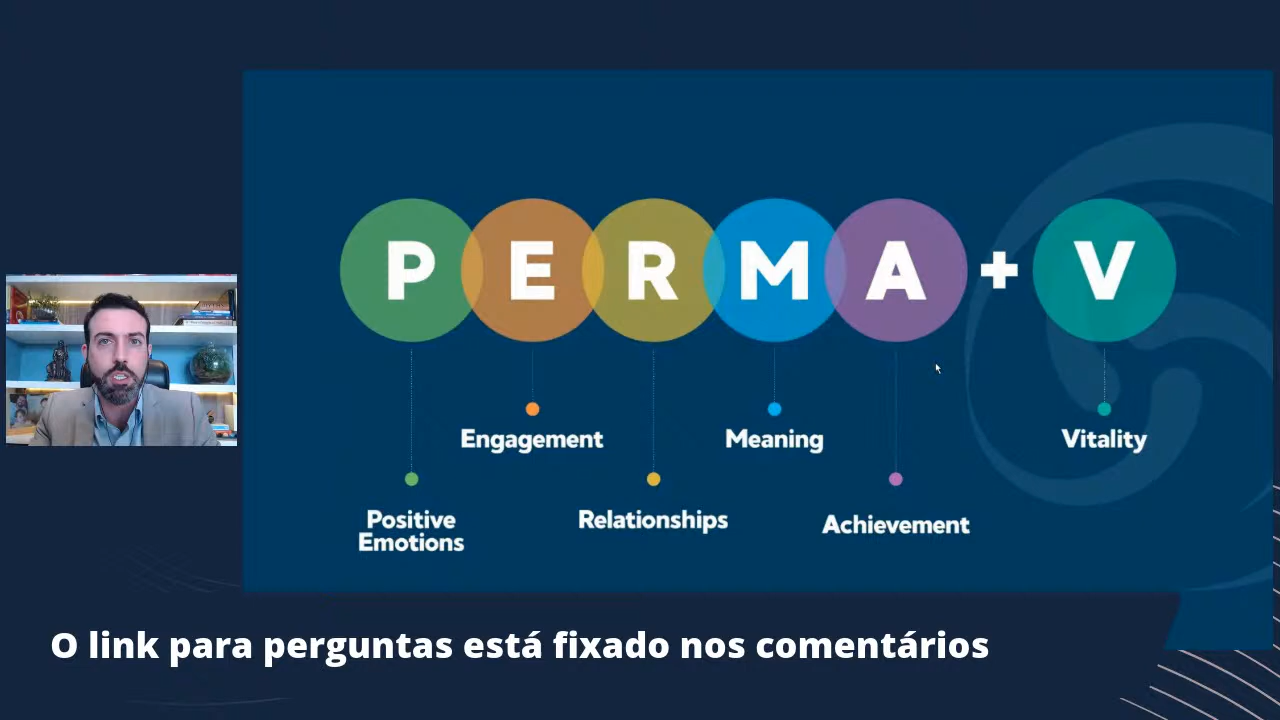 P E R M A + V
Engagement
Meaning
Vitality
Positive
Emotions
Relationships
Achievement
O link para perguntas está fixado nos comentários